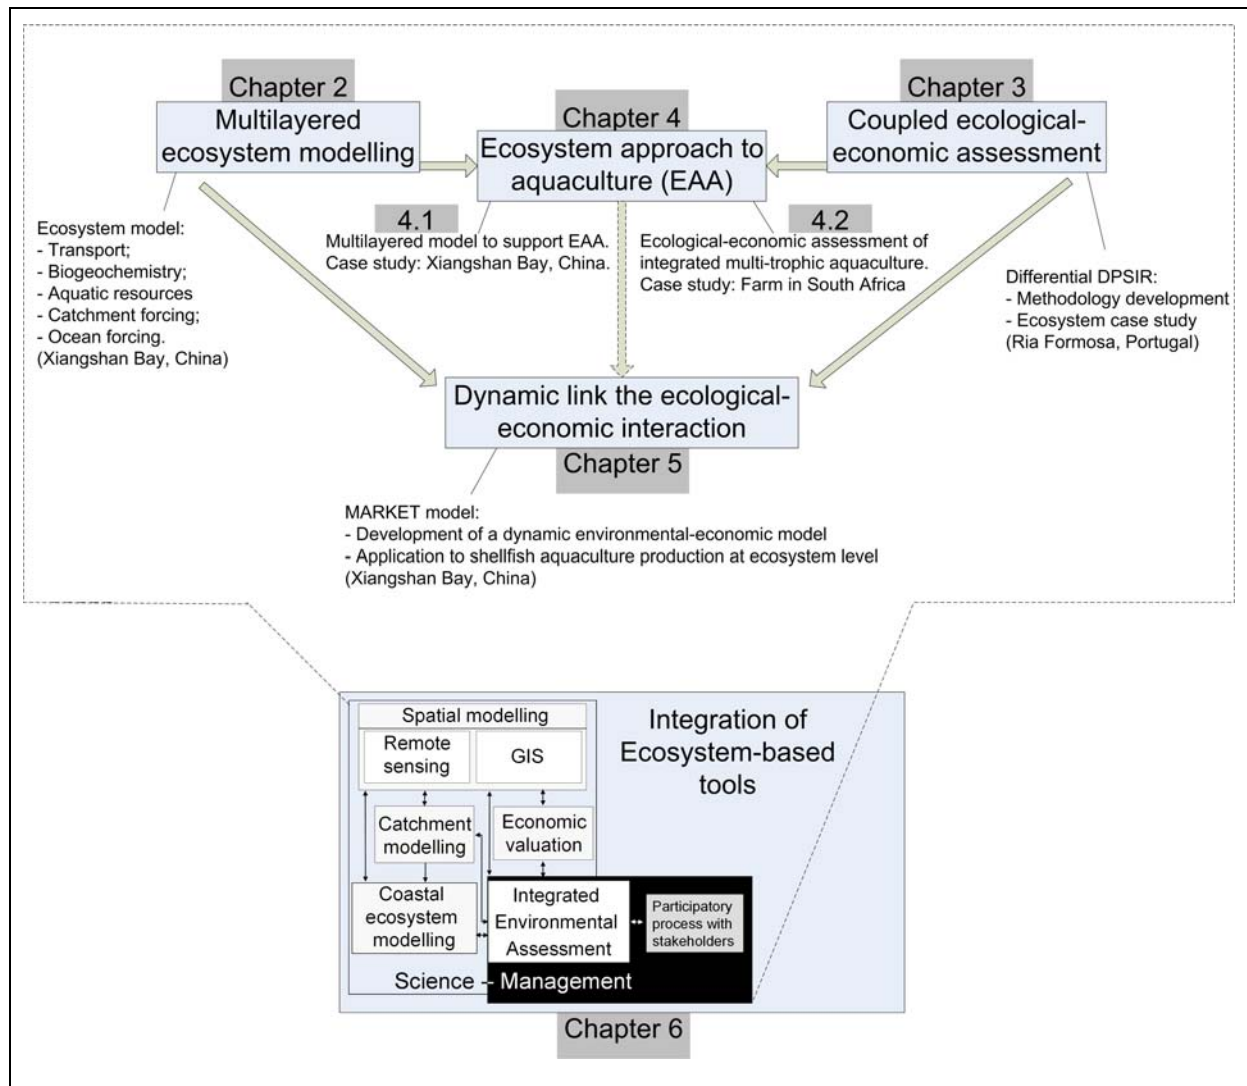 Chapter 2
Multilayered
ecosystem modelling
Chapter 4
Ecosystem approach to
aquaculture (EAA)
Chapter 3
Coupled ecological-
economic assessment
Ecosystem model:
- Transport;
- Biogeochemistry;
- Aquatic resources
- Catchment forcing;
- Ocean forcing.
(Xiangshan Bay, China)
4.1
Multilayered model to support EAA.
Case study: Xiangshan Bay, China.
4.2
Ecological-economic assessment of
integrated multi-trophic aquaculture.
Case study: Farm in South Africa
Differential DPSIR:
- Methodology development
- Ecosystem case study
(Ria Formosa, Portugal)
Dynamic link the ecological-
economic interaction
Chapter 5
MARKET model:
- Development of a dynamic environmental-economic model
- Application to shellfish aquaculture production at ecosystem level
(Xiangshan Bay, China)
Integration of
Ecosystem-based
tools
Spatial modelling
Remote
sensing
GIS
Catchment
modelling
Economic
valuation
Coastal
ecosystem
modelling
Integrated
Environmental
Assessment
Participatory
process with
stakeholders
Science – Management
Chapter 6